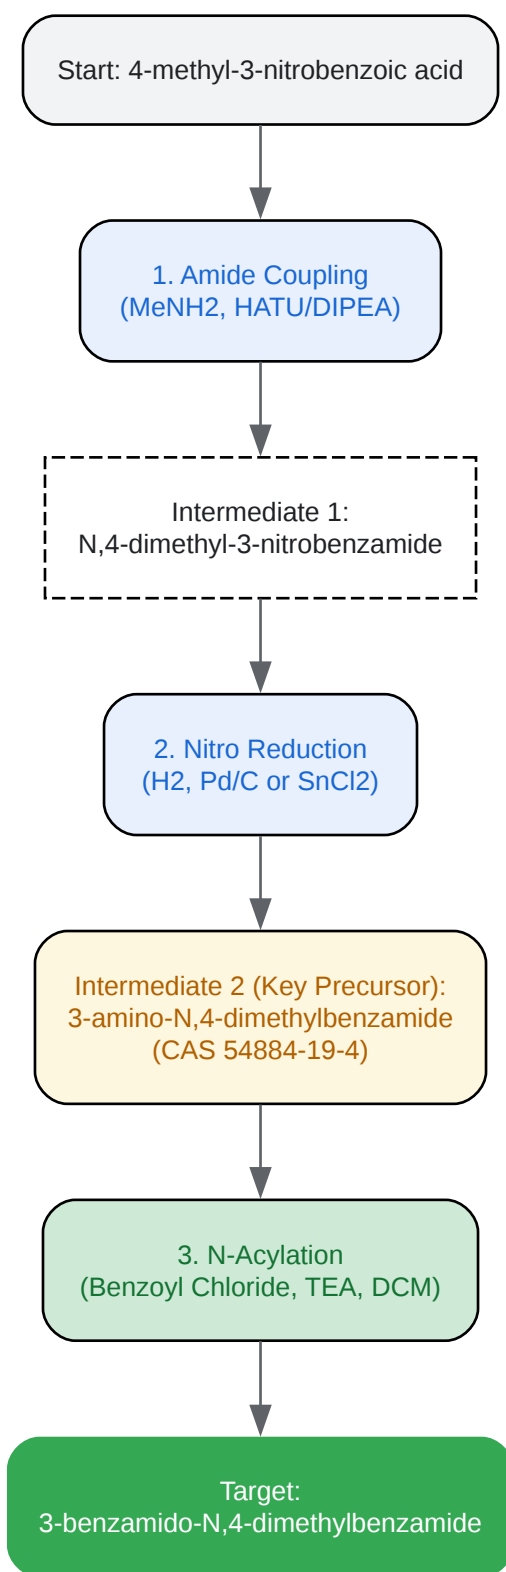 Start: 4-methyl-3-nitrobenzoic acid
1. Amide Coupling
(MeNH2, HATU/DIPEA)
Intermediate 1:
N,4-dimethyl-3-nitrobenzamide
2. Nitro Reduction
(H2, Pd/C or SnCl2)
Intermediate 2 (Key Precursor):
3-amino-N,4-dimethylbenzamide
(CAS 54884-19-4)
3. N-Acylation
(Benzoyl Chloride, TEA, DCM)
Target:
3-benzamido-N,4-dimethylbenzamide